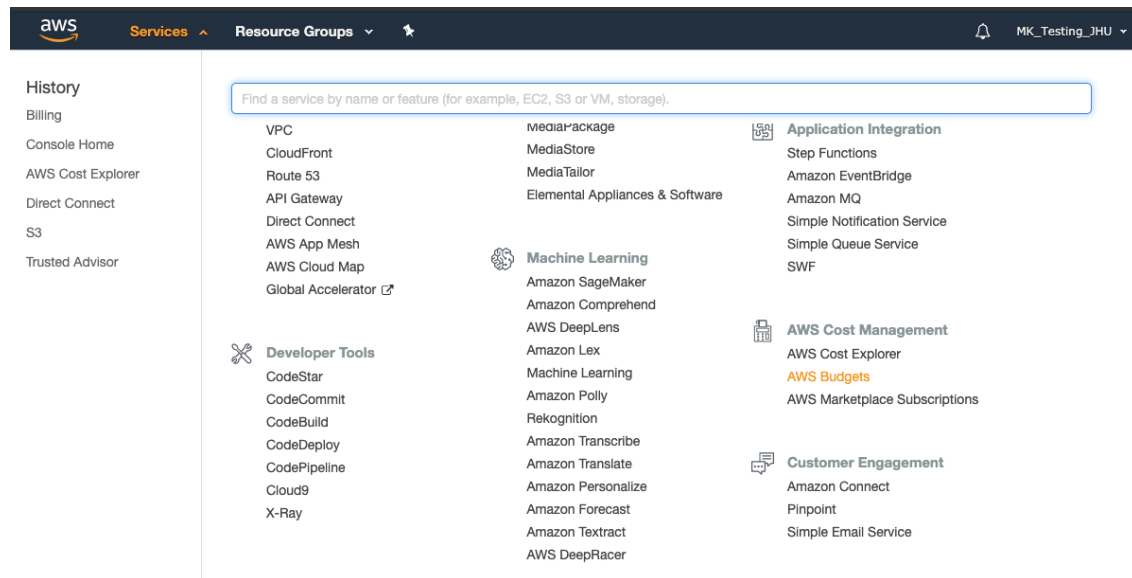 aws
Services
Resource Groups
MK_Testing_JHU
History
Billing
Console Home
AWS Cost Explorer
Direct Connect
S3
Trusted Advisor
Find a service by name or feature (for example, EC2, S3 or VM, storage).
VPC
CloudFront
Route 53
API Gateway
Direct Connect
AWS App Mesh
AWS Cloud Map
Global Accelerator
Developer Tools
CodeStar
CodeCommit
CodeBuild
CodeDeploy
CodePipeline
Cloud9
X-Ray
MediaPackage
MediaStore
MediaTailor
Elemental Appliances & Software
Machine Learning
Amazon SageMaker
Amazon Comprehend
AWS DeepLens
Amazon Lex
Machine Learning
Amazon Polly
Rekognition
Amazon Transcribe
Amazon Translate
Amazon Personalize
Amazon Forecast
Amazon Textract
AWS DeepRacer
Application Integration
Step Functions
Amazon EventBridge
Amazon MQ
Simple Notification Service
Simple Queue Service
SWF
AWS Cost Management
AWS Cost Explorer
AWS Budgets
AWS Marketplace Subscriptions
Customer Engagement
Amazon Connect
Pinpoint
Simple Email Service